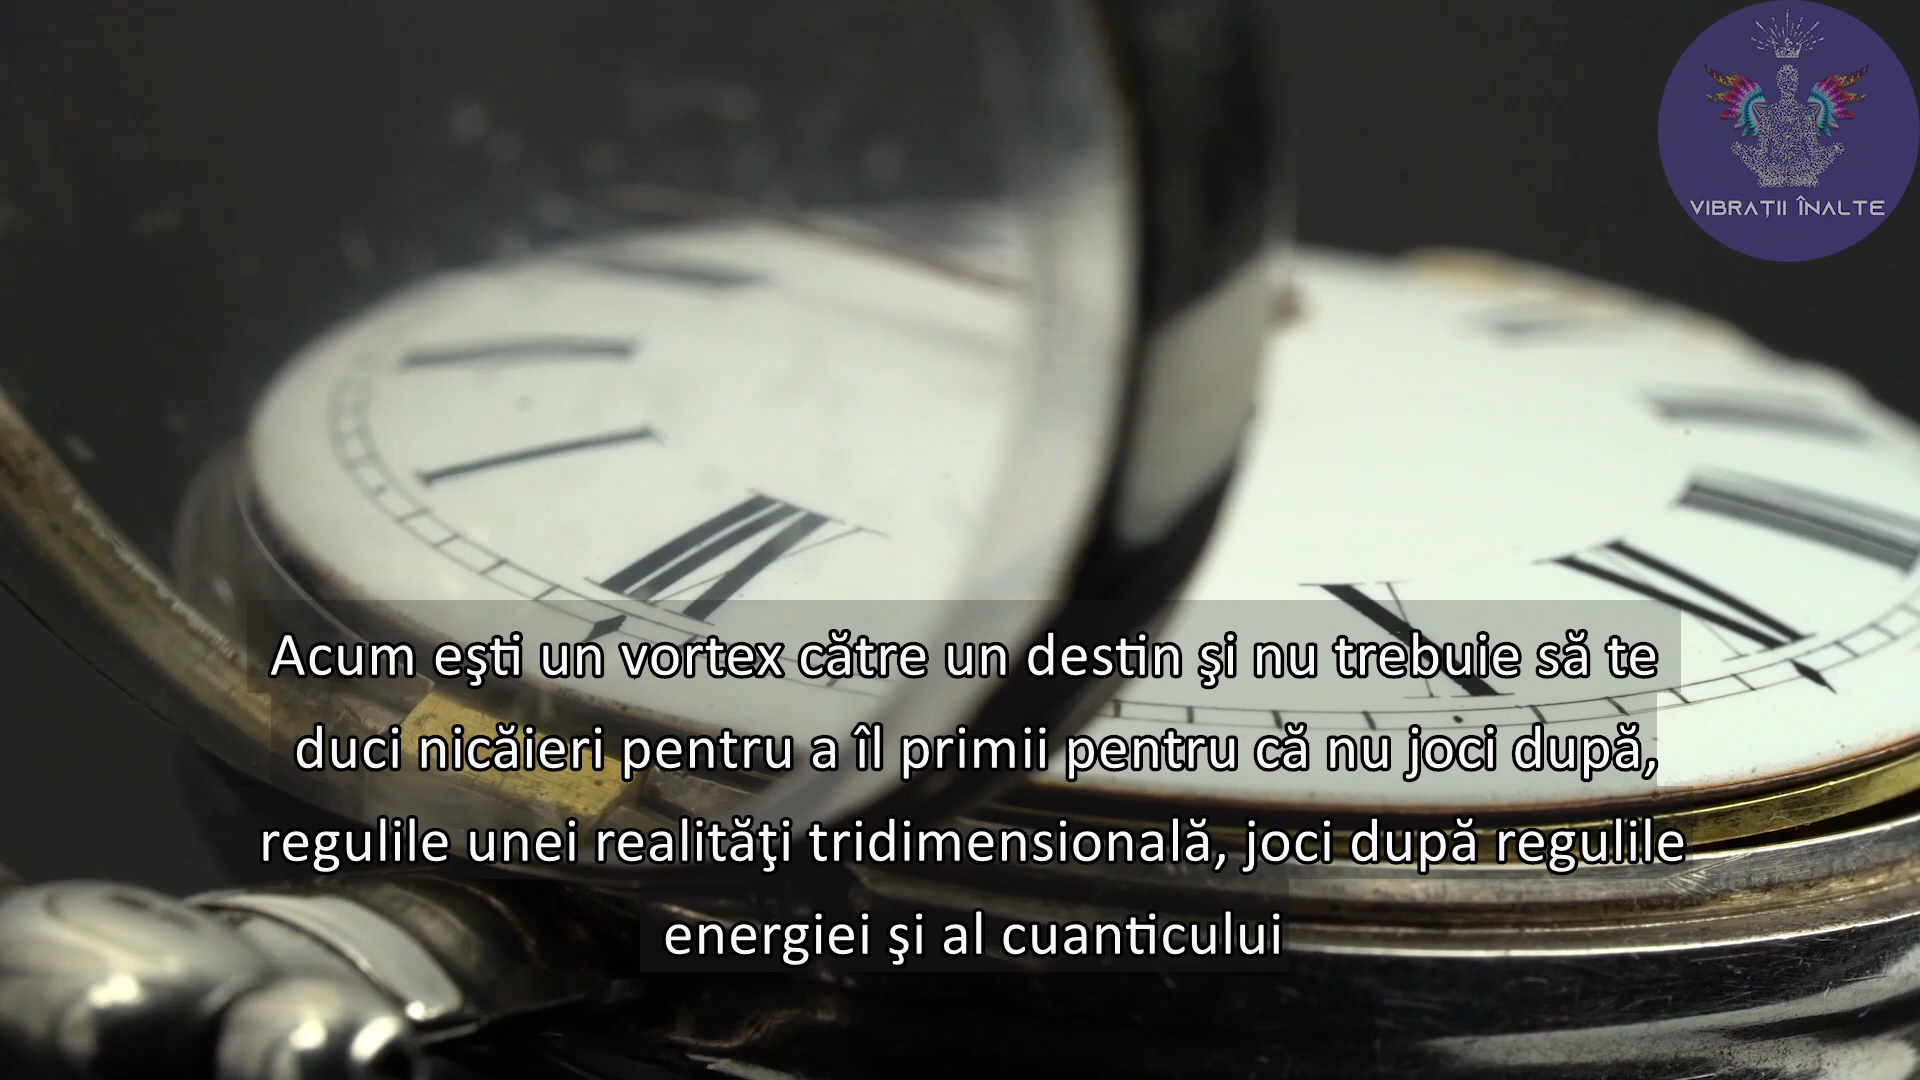 VIBRAȚII ÎNALTE
Acum eşti un vortex către un destin şi nu trebuie să te
duci nicăieri pentru a îl primii pentru că nu joci după,
regulile unei realităţi tridimensională, joci după regulile
energiei şi al cuanticului